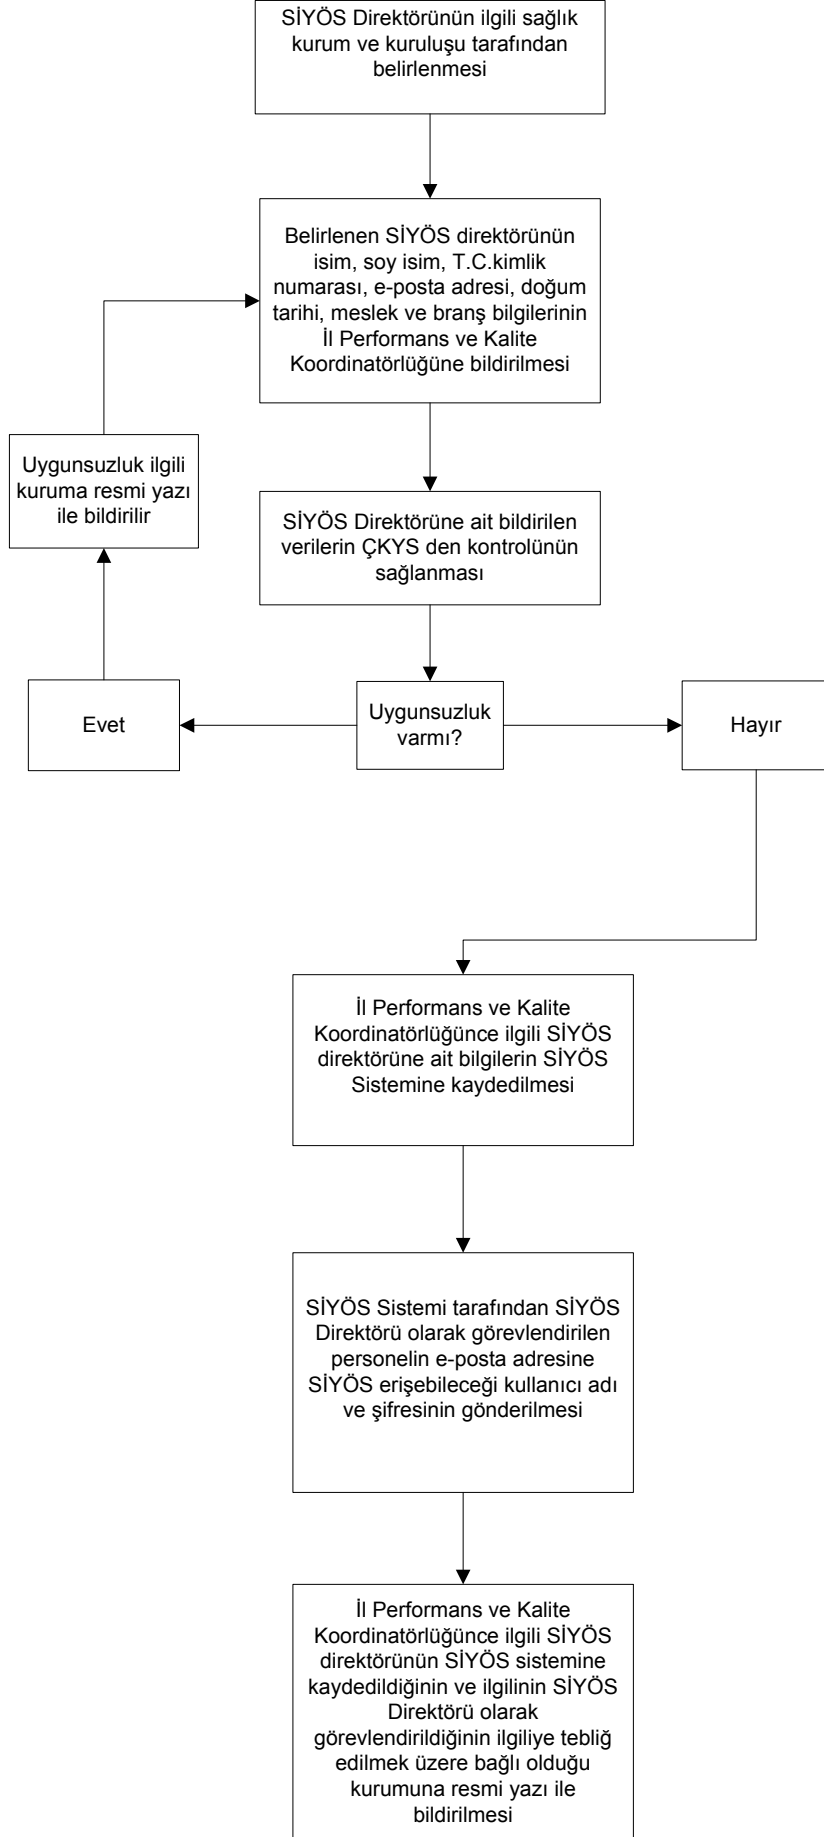 SİYÖS Direktörünün ilgili sağlık
kurum ve kuruluşu tarafından
belirlenmesi
Belirlenen SİYÖS direktörünün
isim, soy isim, T.C.kimlik
numarası, e-posta adresi, doğum
tarihi, meslek ve branş bilgilerinin
İl Performans ve Kalite
Koordinatörlüğüne bildirilmesi
Uygunsuzluk ilgili
kuruma resmi yazı
ile bildirilir
SİYÖS Direktörüne ait bildirilen
verilerin ÇKYS den kontrolünün
sağlanması
Evet
Uygunsuzluk
varmı?
Hayır
İl Performans ve Kalite
Koordinatörlüğünce ilgili SİYÖS
direktörüne ait bilgilerin SİYÖS
Sistemine kaydedilmesi
SİYÖS Sistemi tarafından SİYÖS
Direktörü olarak görevlendirilen
personelin e-posta adresine
SİYÖS erişebileceği kullanıcı adı
ve şifresinin gönderilmesi
İl Performans ve Kalite
Koordinatörlüğünce ilgili SİYÖS
direktörünün SİYÖS sistemine
kaydedildiğinin ve ilgilinin SİYÖS
Direktörü olarak
görevlendirildiğinin ilgiliye tebliğ
edilmek üzere bağlı olduğu
kurumuna resmi yazı ile
bildirilmesi